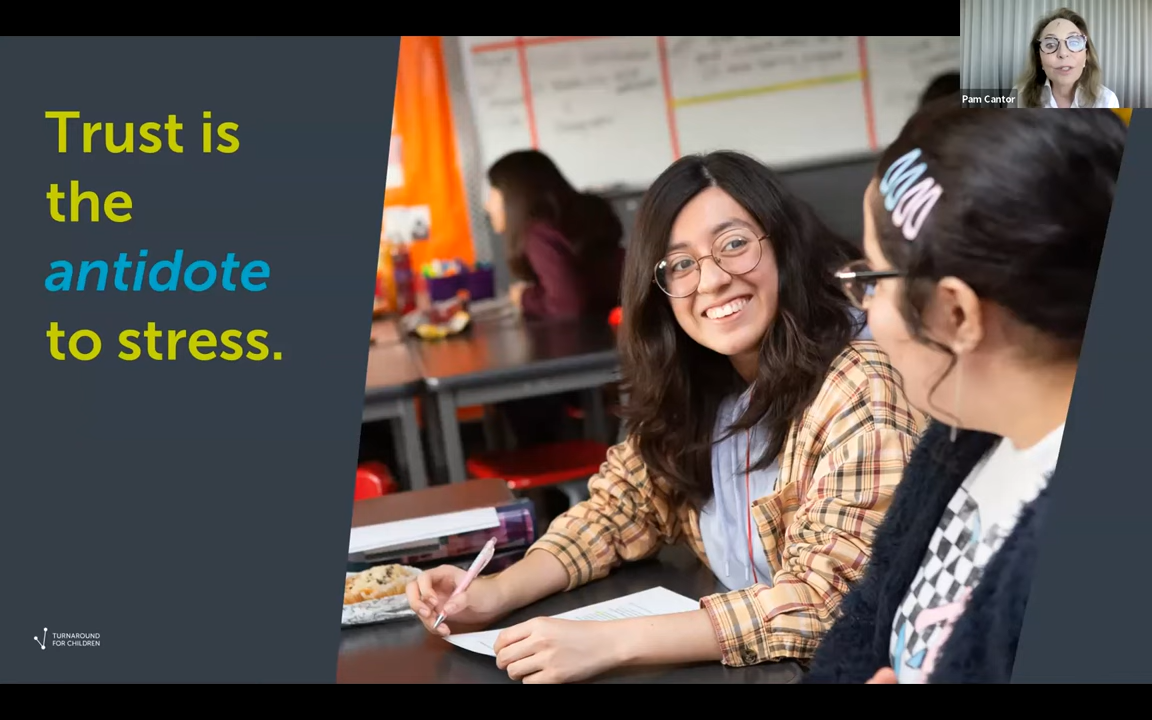 Trust is
the
antidote
to stress.
Pam Cantor
TURNAROUND
FOR CHILDREN